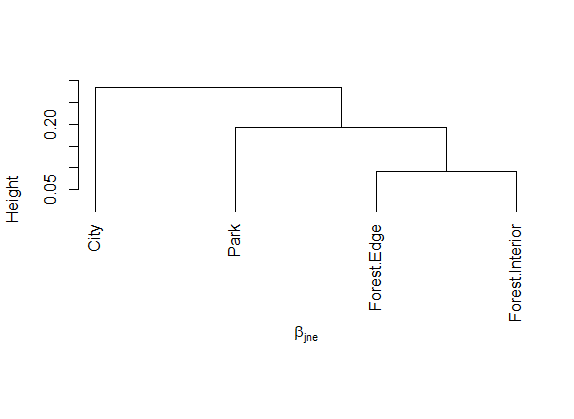 Height
0.20
0.05
City
Park
Forest.Edge
Forest.Interior
βjne